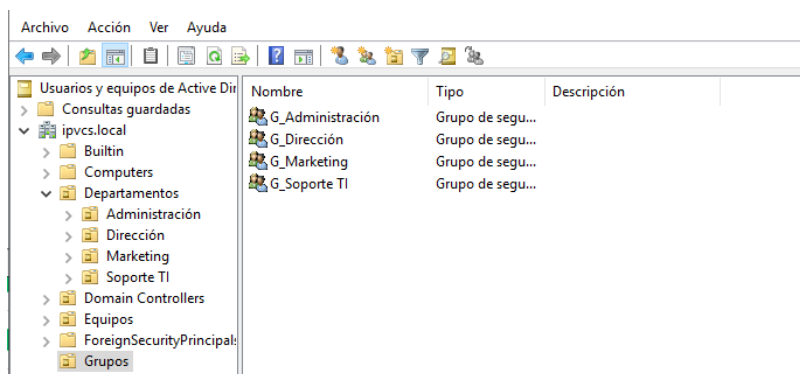 Archivo Acción Ver Ayuda
Usuarios y equipos de Active Dir
Consultas guardadas
ipvcs.local
Builtin
Computers
Departamentos
Administración
Dirección
Marketing
Soporte TI
Domain Controllers
Equipos
ForeignSecurityPrincipals
Grupos
Nombre Tipo Descripción
G_Administración Grupo de segu...
G_Dirección Grupo de segu...
G_Marketing Grupo de segu...
G_Soporte TI Grupo de segu...